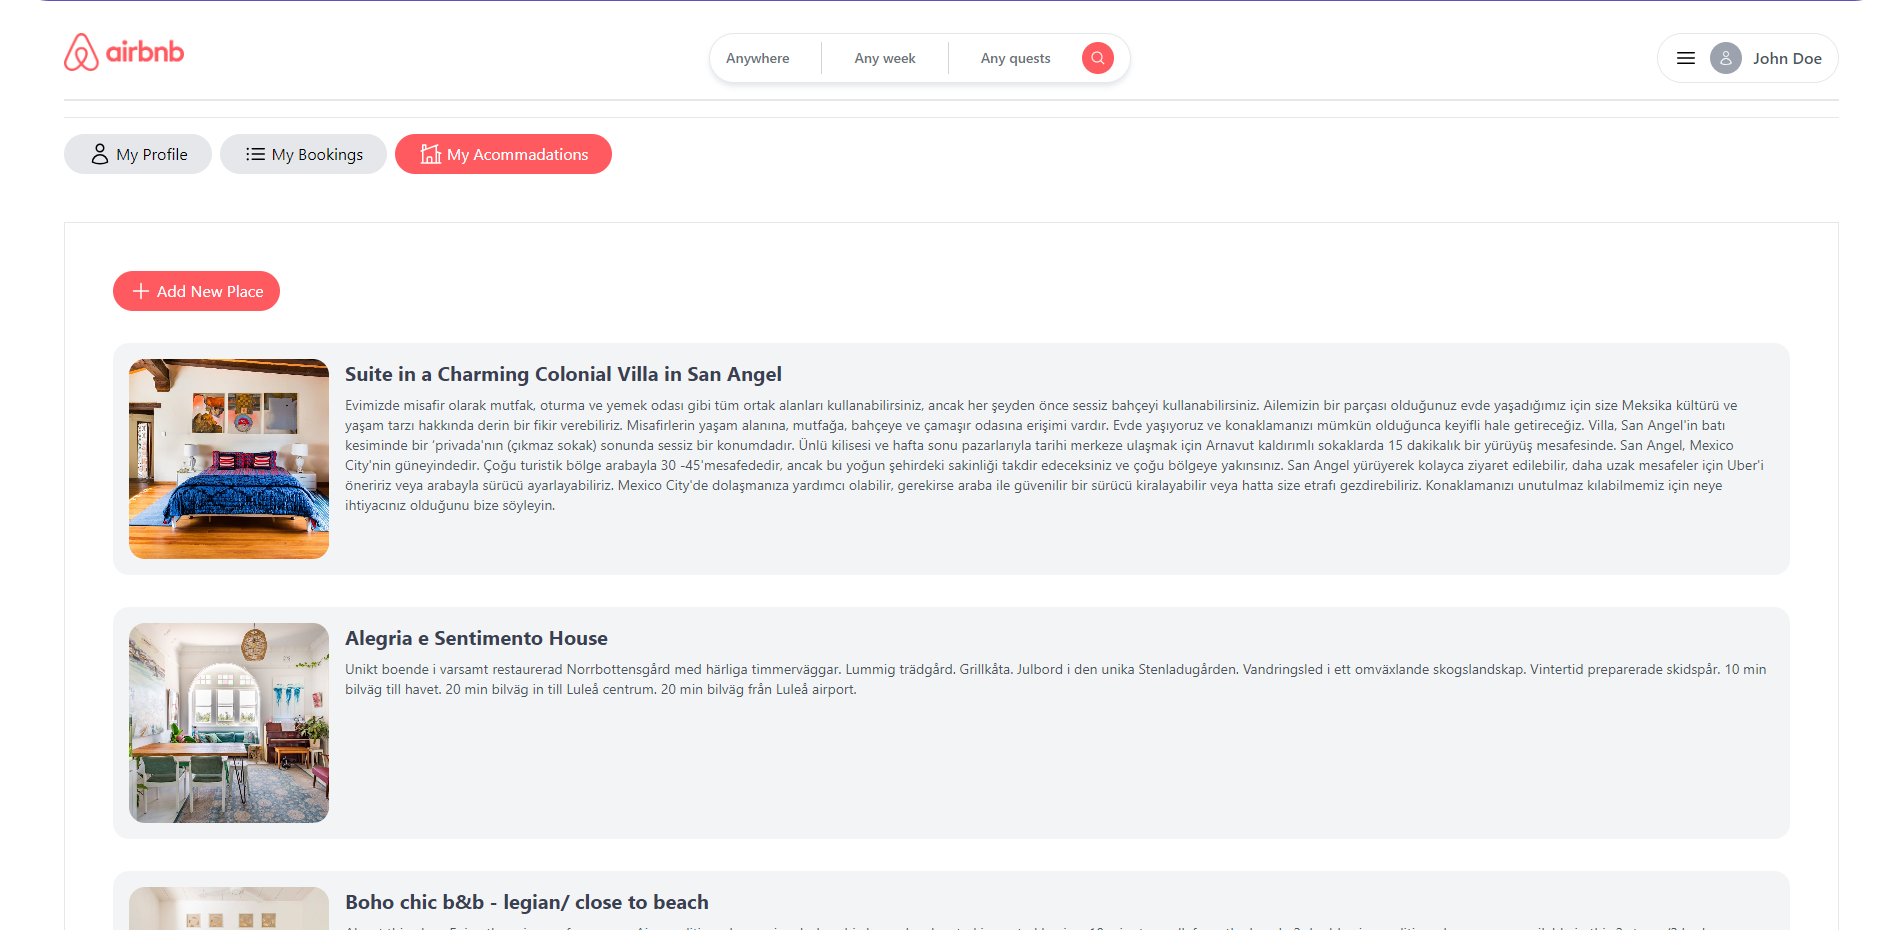 airbnb
Anywhere
Any week
Any quests
John Doe
My Profile
My Bookings
My Acommadations
Add New Place
Suite in a Charming Colonial Villa in San Angel
Evimizde misafir olarak mutfak, oturma ve yemek odası gibi tüm ortak alanları kullanabilirsiniz, ancak her şeyden önce sessiz bahçeyi kullanabilirsiniz. Ailemizin bir parçası olduğunuz evde yaşadığımız için size Meksika kültürü ve
yaşam tarzı hakkında derin bir fikir verebiliriz. Misafirlerin yaşam alanına, mutfağa, bahçeye ve çamaşır odasına erişimi vardır. Evde yaşıyoruz ve konaklamanızı mümkün olduğunca keyifli hale getireceğiz. Villa, San Angel'in batı
kesiminde bir 'privada'nın (çıkmaz sokak) sonunda sessiz bir konumdadır. Ünlü kilisesi ve hafta sonu pazarlarıyla tarihi merkeze ulaşmak için Arnavut kaldırımlı sokaklarda 15 dakikalık bir yürüyüş mesafesinde. San Angel, Mexico
City'nin güneyindedir. Çoğu turistik bölge arabayla 30 -45'mesafededir, ancak bu yoğun şehirdeki sakinliği takdir edeceksiniz ve çoğu bölgeye yakınsınız. San Angel yürüyerek kolayca ziyaret edilebilir, daha uzak mesafeler için Uber'i
öneririz veya arabayla sürücü ayarlayabiliriz. Mexico City'de dolaşmanıza yardımcı olabilir, gerekirse araba ile güvenilir bir sürücü kiralayabilir veya hatta size etrafı gezdirebiliriz. Konaklamanızı unutulmaz kılabilmemiz için neye
ihtiyacınız olduğunu bize söyleyin.
Alegria e Sentimento House
Unikt boende i varsamt restaurerad Norrbottensgård med härliga timmerväggar. Lummig trädgård. Grillkåta. Julbord i den unika Stenladugården. Vandringsled i ett omväxlande skogslandskap. Vintertid preparerade skidspår. 10 min
bilväg till havet. 20 min bilväg in till Luleå centrum. 20 min bilväg från Luleå airport.
Boho chic b&b - legian/ close to beach